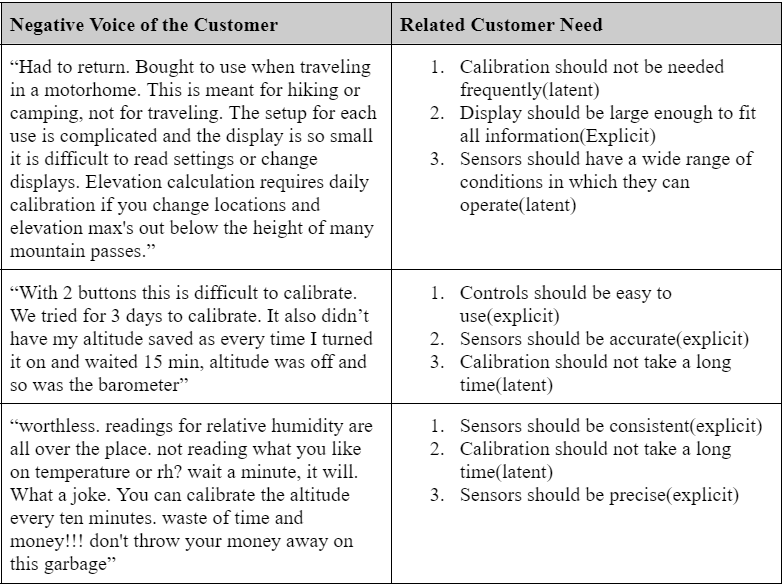 Negative Voice of the Customer
Related Customer Need
“Had to return. Bought to use when traveling
in a motorhome. This is meant for hiking or
camping, not for traveling. The setup for each
use is complicated and the display is so small
it is difficult to read settings or change
displays. Elevation calculation requires daily
calibration if you change locations and
elevation max's out below the height of many
mountain passes.”
1. Calibration should not be needed
frequently(latent)
2. Display should be large enough to fit
all information(Explicit)
3. Sensors should have a wide range of
conditions in which they can
operate(latent)
“With 2 buttons this is difficult to calibrate.
We tried for 3 days to calibrate. It also didn’t
have my altitude saved as every time I turned
it on and waited 15 min, altitude was off and
so was the barometer”
1. Controls should be easy to
use(explicit)
2. Sensors should be accurate(explicit)
3. Calibration should not take a long
time(latent)
“worthless. readings for relative humidity are
all over the place. not reading what you like
on temperature or rh? wait a minute, it will.
What a joke. You can calibrate the altitude
every ten minutes. waste of time and
money!!! don't throw your money away on
this garbage”
1. Sensors should be consistent(explicit)
2. Calibration should not take a long
time(latent)
3. Sensors should be precise(explicit)